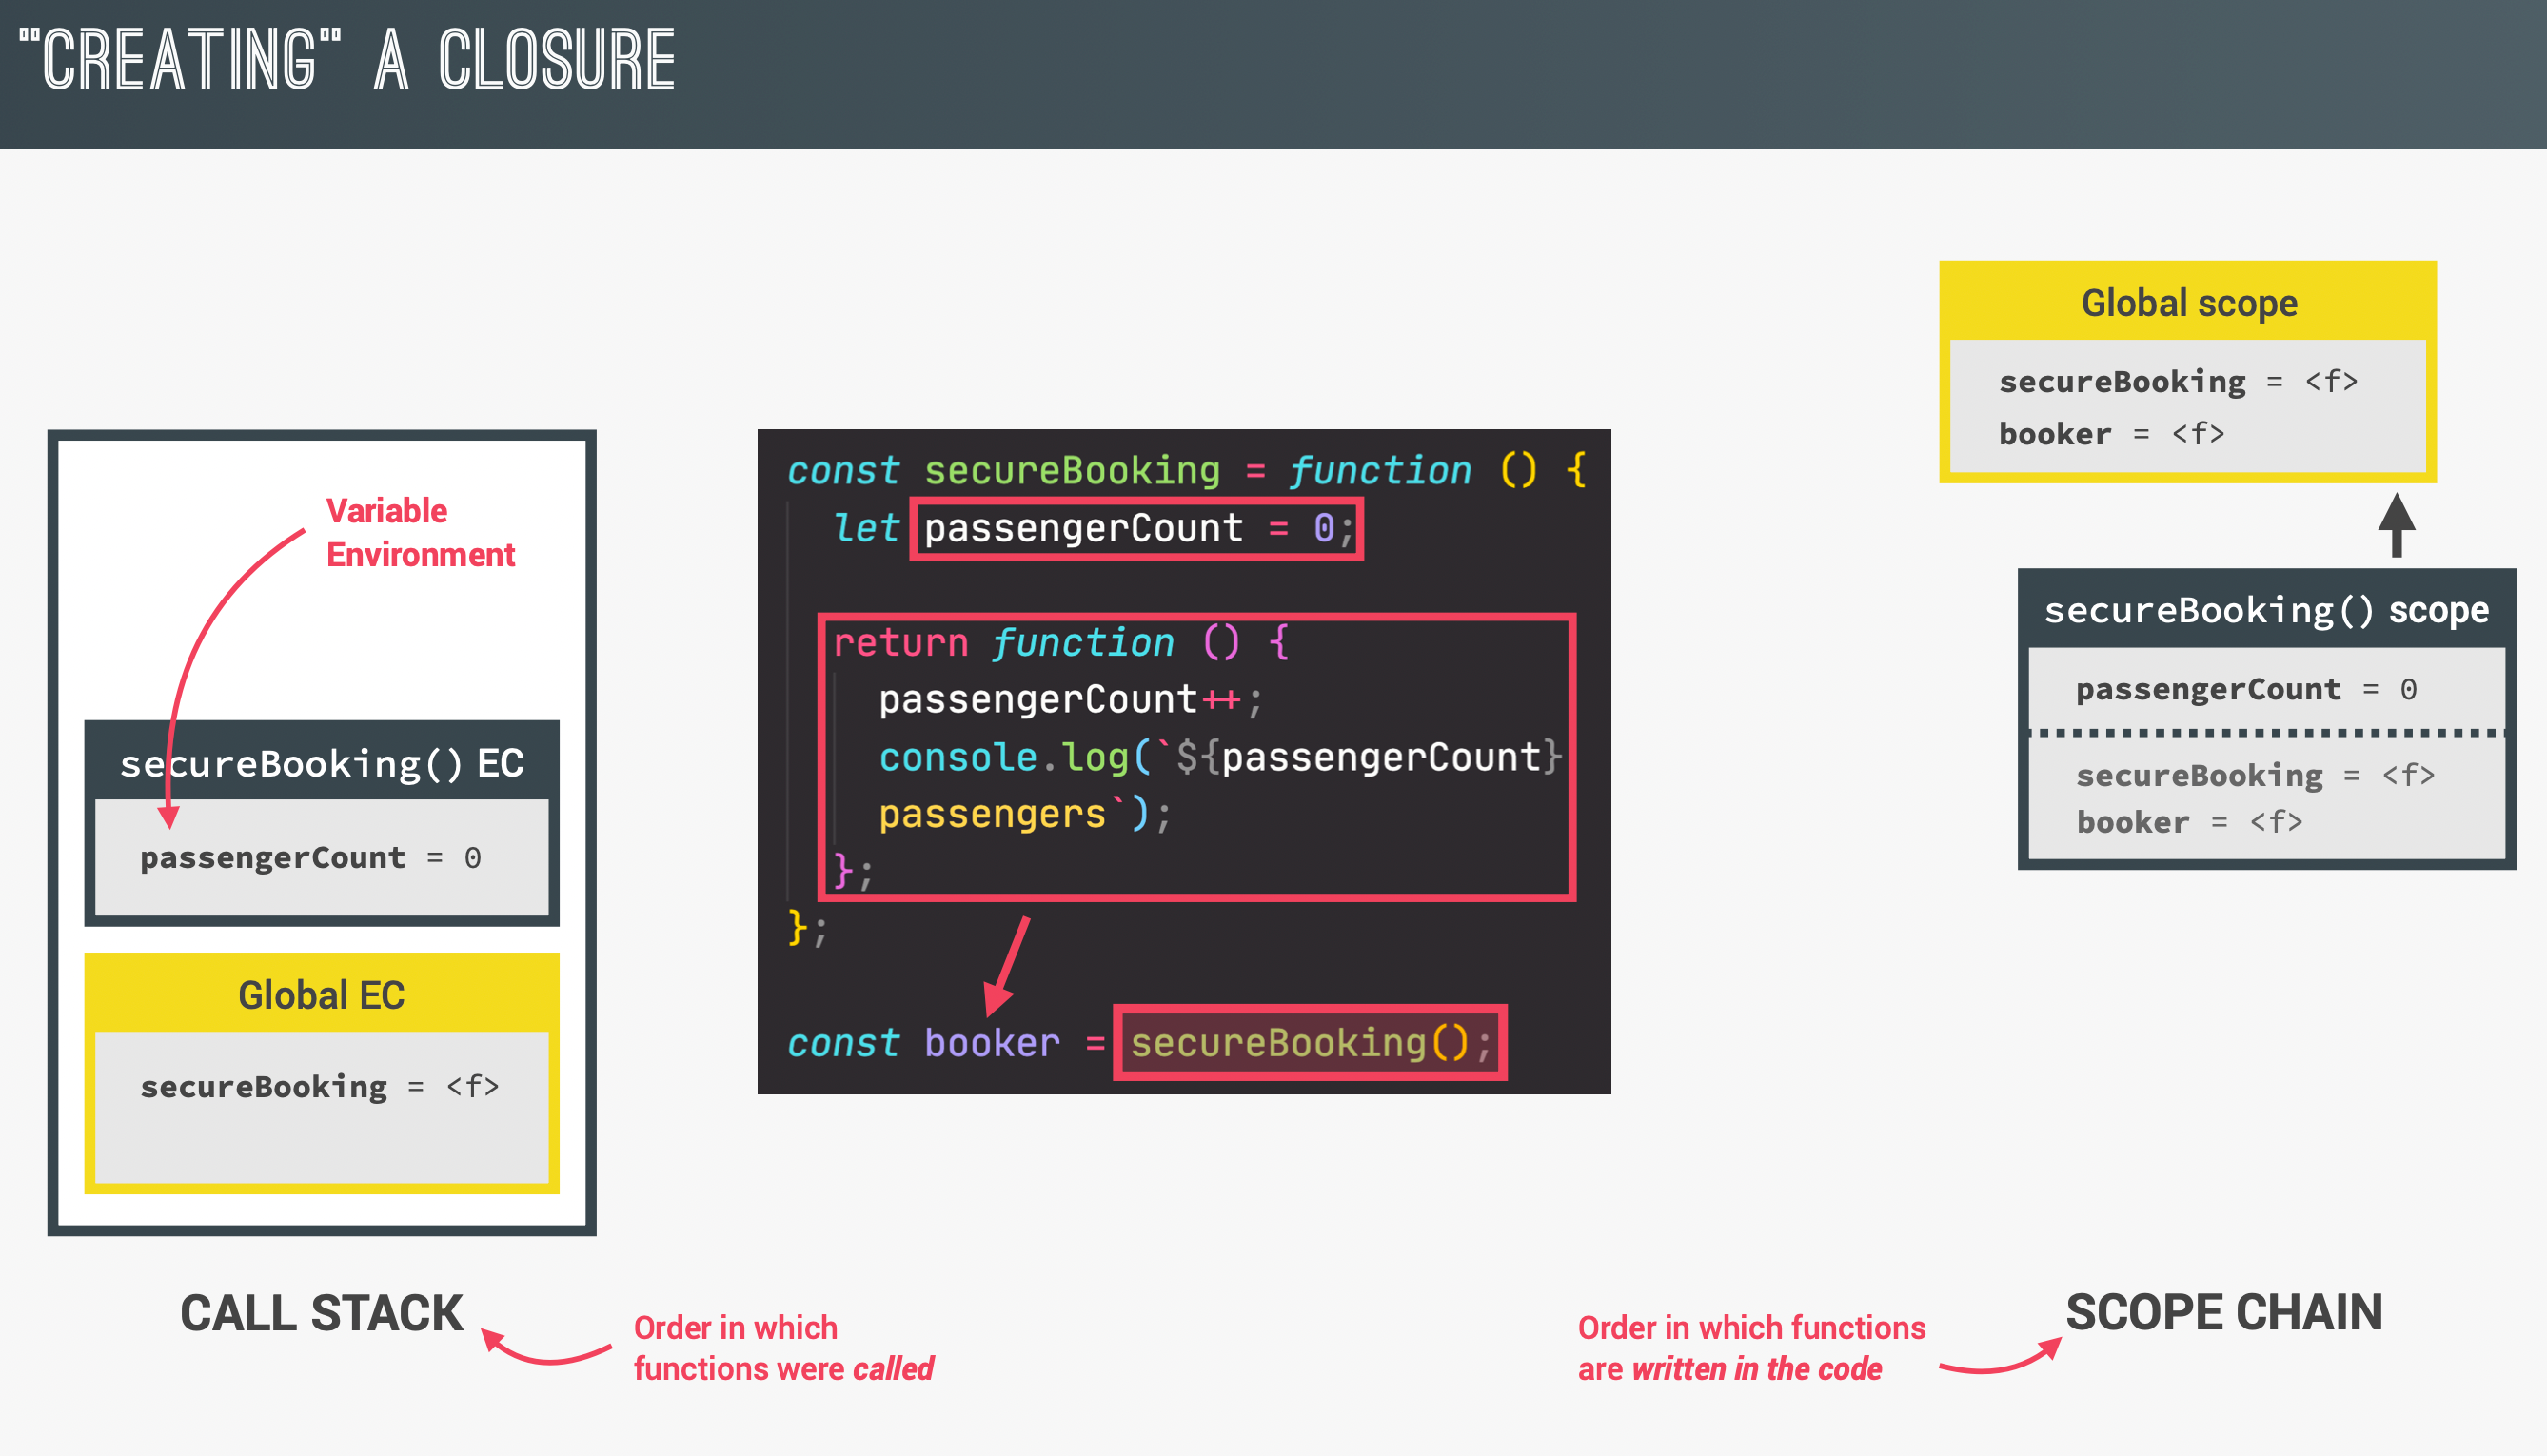 "CREATING" A CLOSURE
Variable
Environment
secureBooking() EC
passengerCount = 0
Global EC
secureBooking = <f>
CALL STACK
Order in which
functions were called
const secureBooking = function () {
let passengerCount = 0;
return function () {
passengerCount++;
console.log(`${passengerCount}
passengers`);
};
};
const booker = secureBooking();
Global scope
secureBooking = <f>
booker = <f>
secureBooking() scope
passengerCount = 0
secureBooking = <f>
booker = <f>
Order in which functions
are written in the code
SCOPE CHAIN